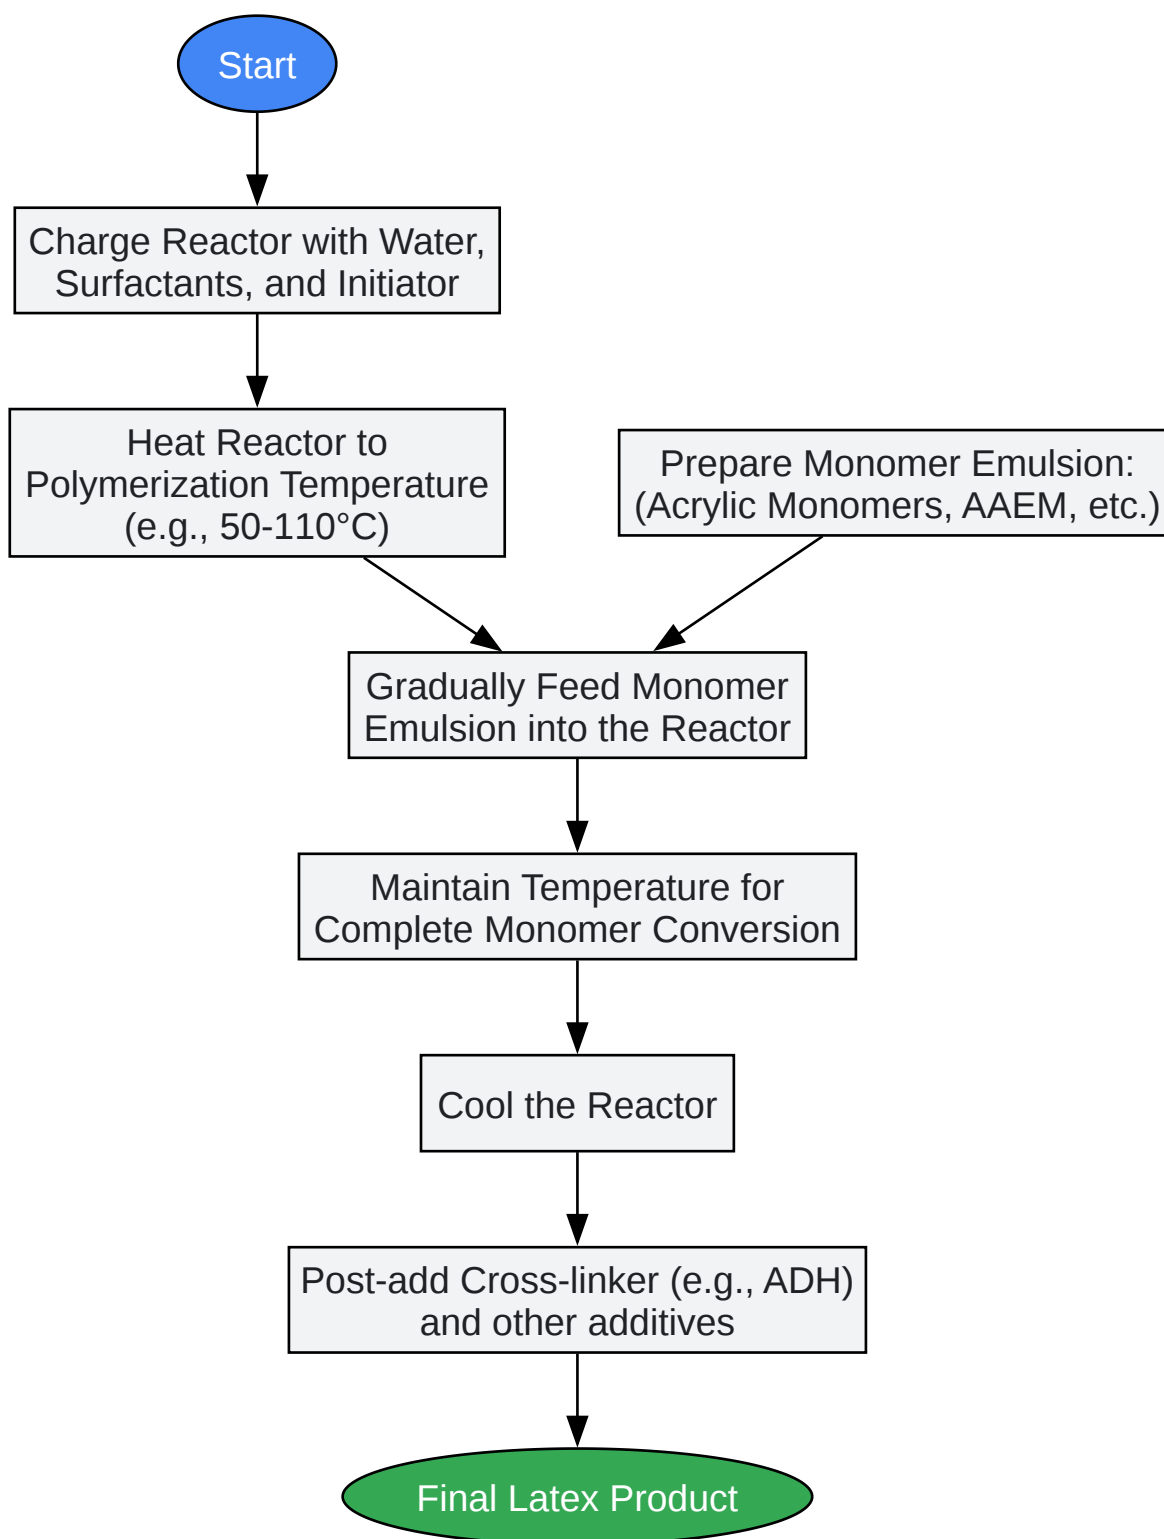 Start
Charge Reactor with Water,
Surfactants, and Initiator
Heat Reactor to
Polymerization Temperature
(e.g., 50-110°C)
Prepare Monomer Emulsion:
(Acrylic Monomers, AAEM, etc.)
Gradually Feed Monomer
Emulsion into the Reactor
Maintain Temperature for
Complete Monomer Conversion
Cool the Reactor
Post-add Cross-linker (e.g., ADH)
and other additives
Final Latex Product